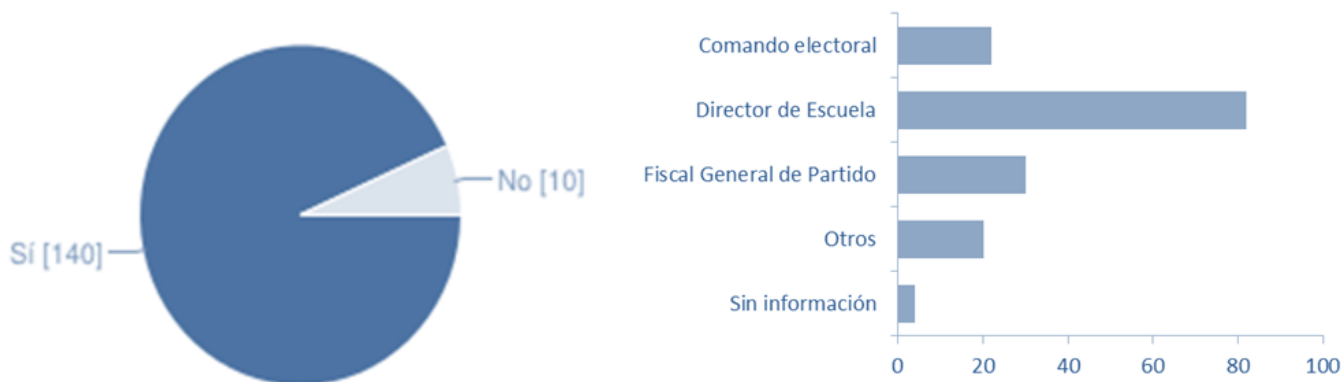 Sí [140]
No [10]
Comando electoral
Director de Escuela
Fiscal General de Partido
Otros
Sin información
0 20 40 60 80 100